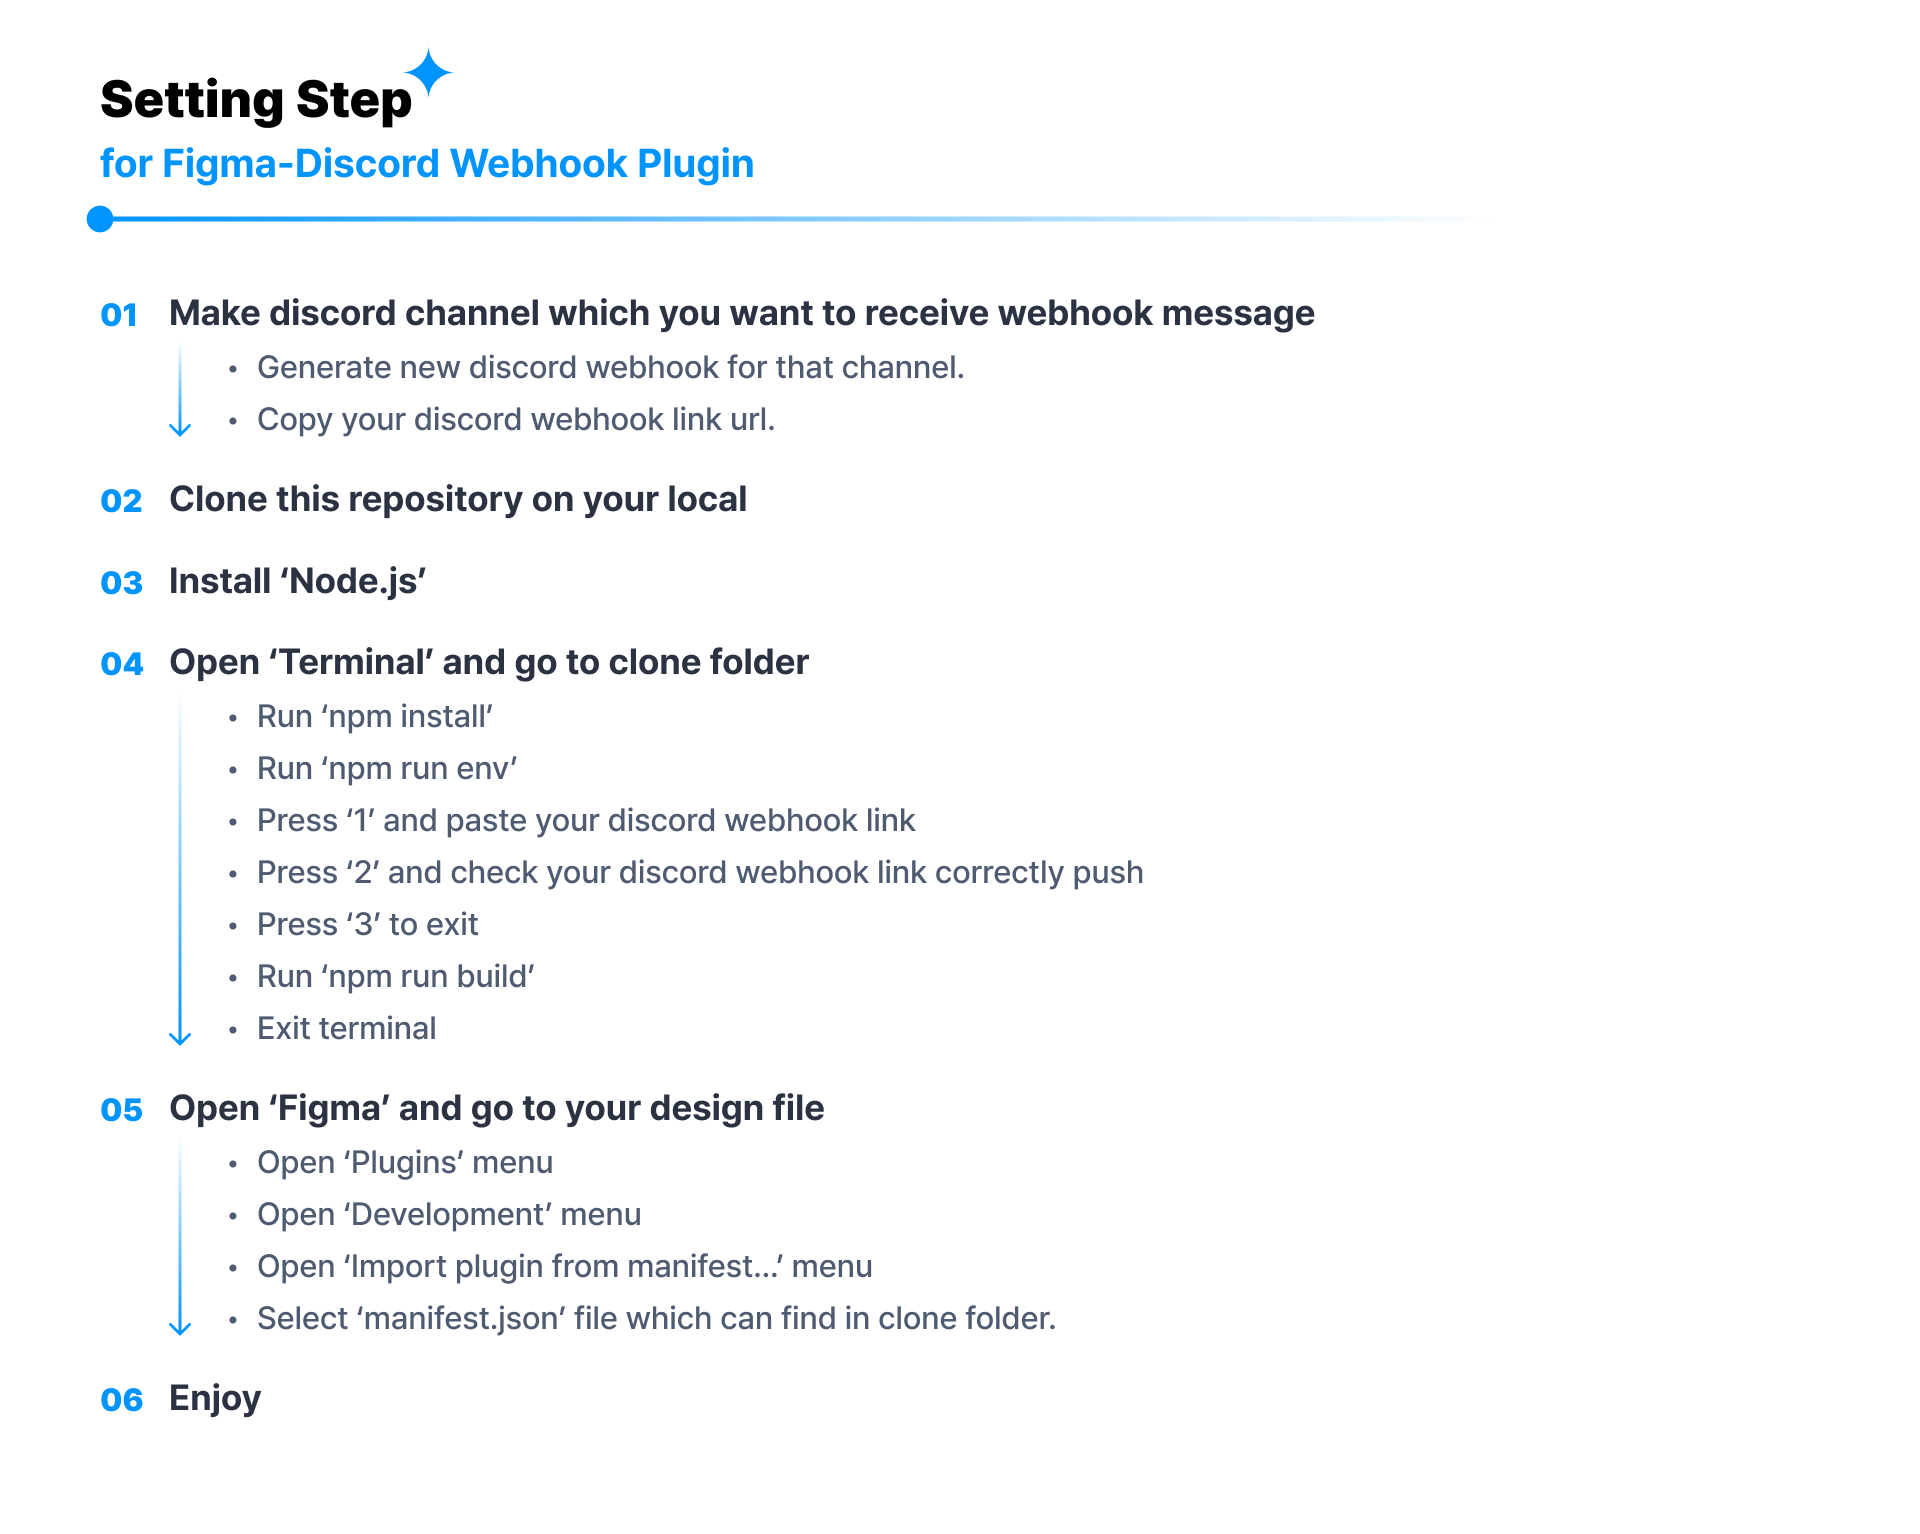 Setting Step
for Figma-Discord Webhook Plugin
01 Make discord channel which you want to receive webhook message
• Generate new discord webhook for that channel.
• Copy your discord webhook link url.
02 Clone this repository on your local
03 Install ‘Node.js’
04 Open ‘Terminal’ and go to clone folder
• Run ‘npm install’
• Run ‘npm run env’
• Press ‘1’ and paste your discord webhook link
• Press ‘2’ and check your discord webhook link correctly push
• Press ‘3’ to exit
• Run ‘npm run build’
• Exit terminal
05 Open ‘Figma’ and go to your design file
• Open ‘Plugins’ menu
• Open ‘Development’ menu
• Open ‘Import plugin from manifest...’ menu
• Select ‘manifest.json’ file which can find in clone folder.
06 Enjoy